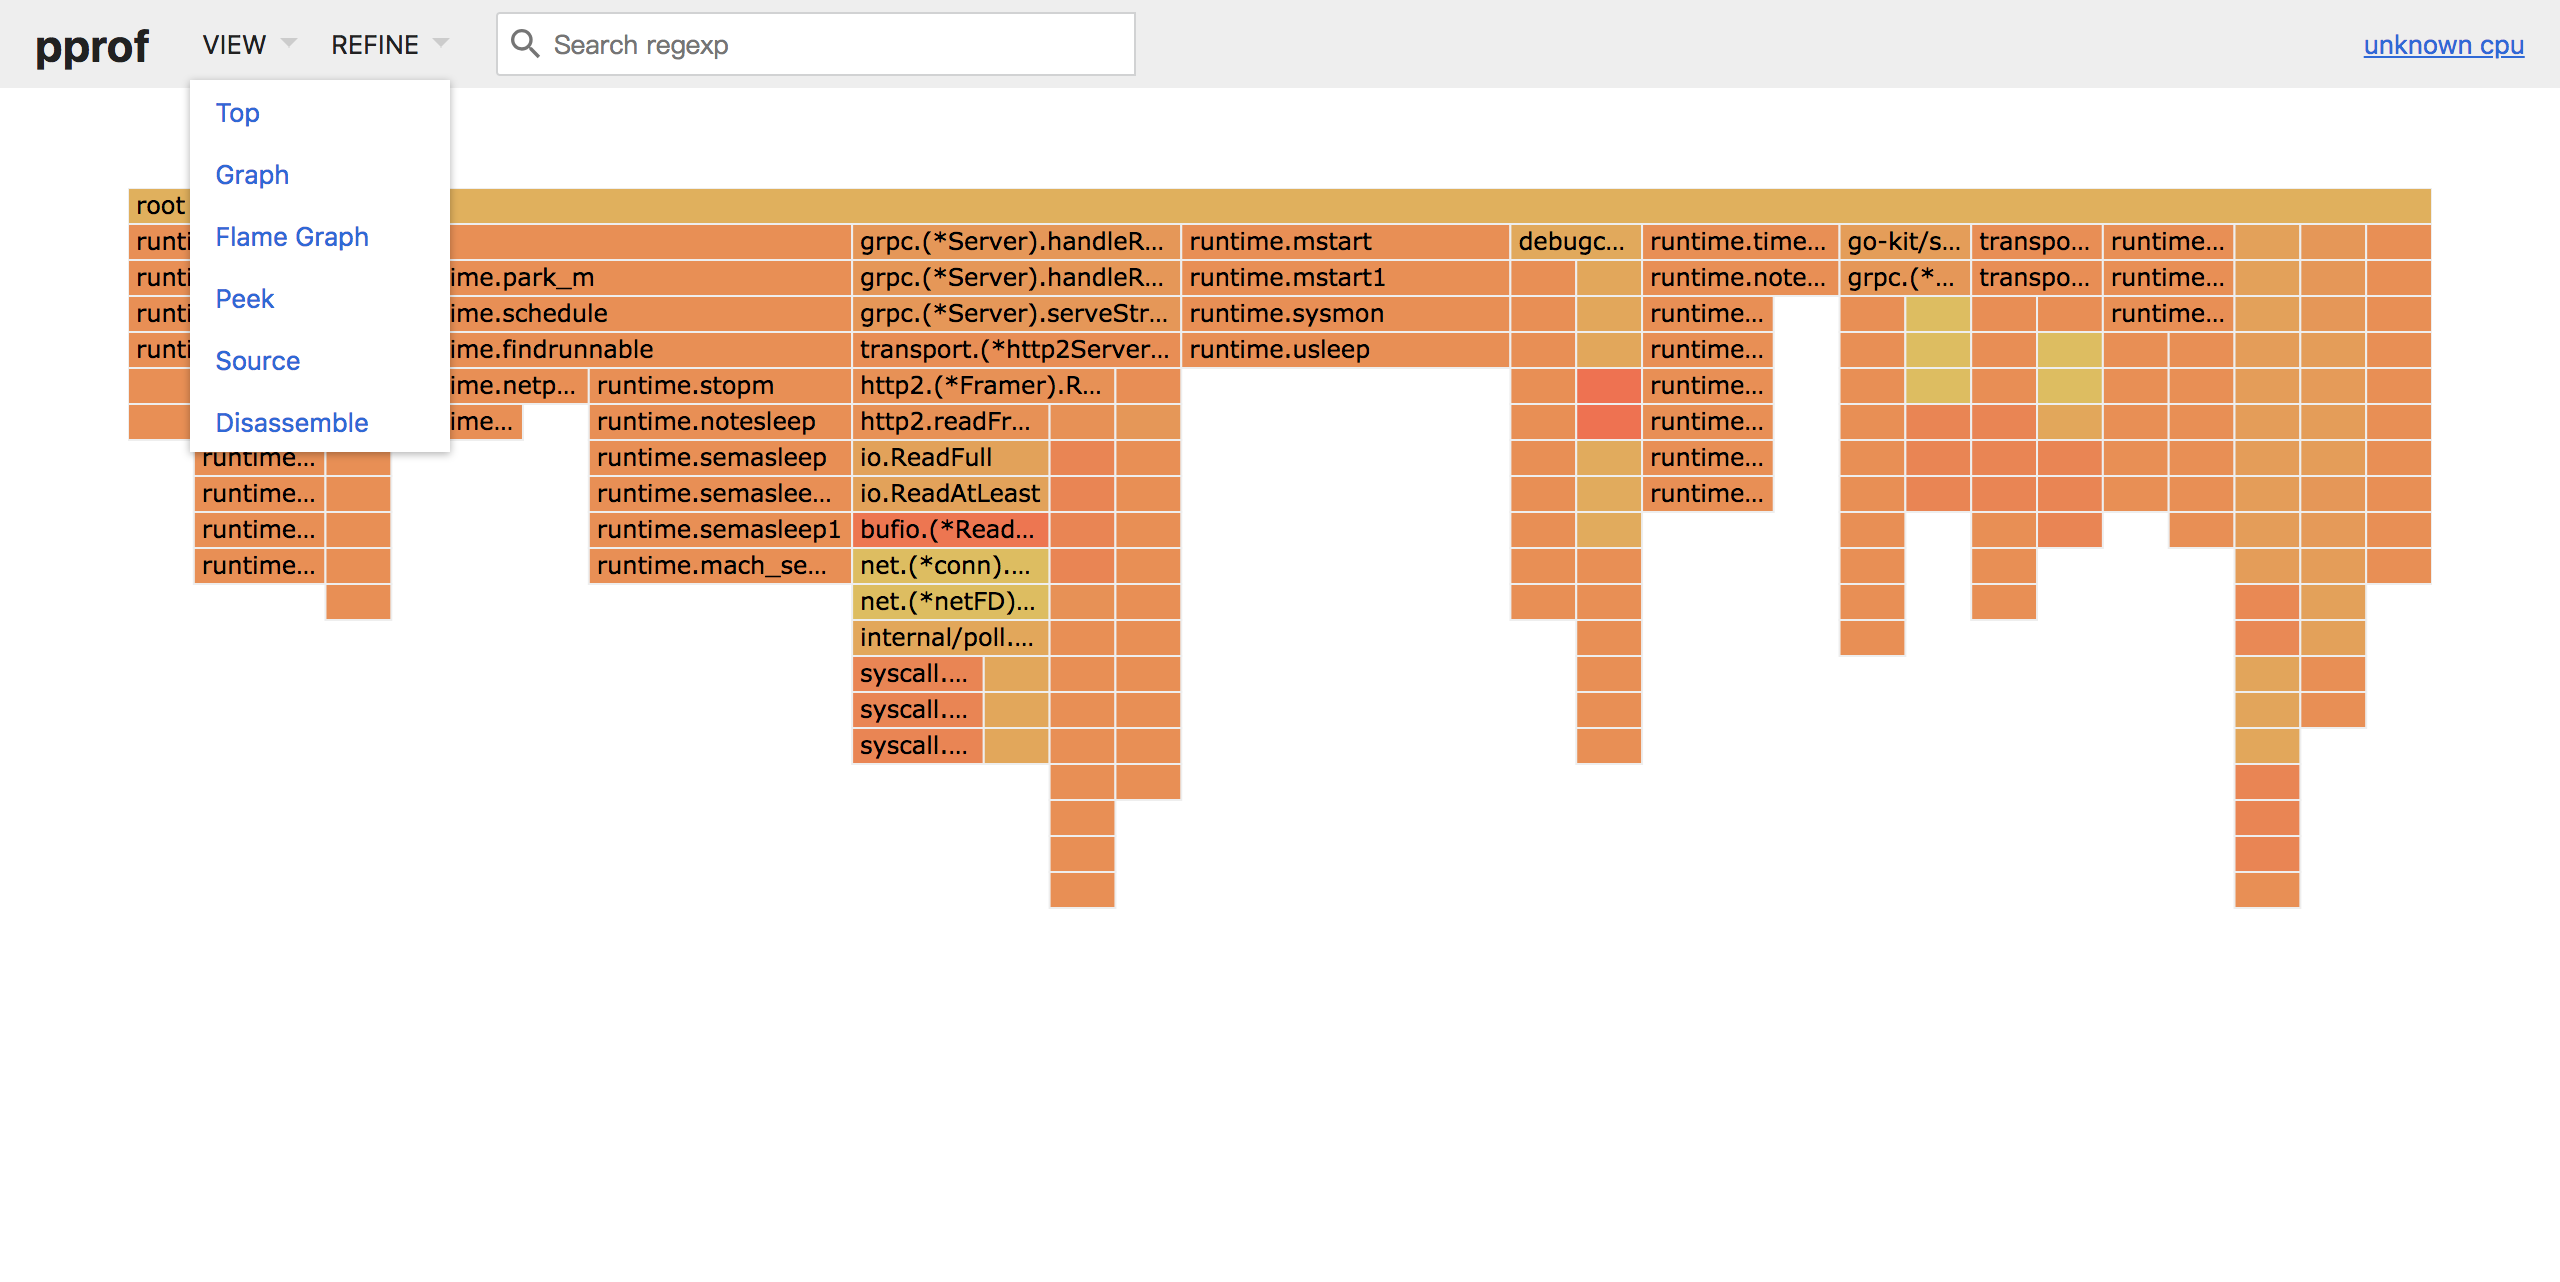 pprof VIEW REFINE Search regexp unknown cpu
Top
Graph
Flame Graph
Peek
Source
Disassemble
root
runti grpc.(*Server).handleR... runtime.mstart debugc... runtime.time... go-kit/s... transpo... runtime...
runti ime.park_m grpc.(*Server).handleR... runtime.mstart1 runtime.note... grpc.(*... transpo... runtime...
runti ime.schedule grpc.(*Server).serveStr... runtime.sysmon runtime... runtime...
runti ime.findrunnable transport.(*http2Server... runtime.usleep runtime...
ime.netp... runtime.stopm http2.(*Framer).R... runtime...
ime... runtime.notesleep http2.readFr... runtime...
runtime... runtime.semasleep io.ReadFull runtime...
runtime... runtime.semaslee... io.ReadAtLeast runtime...
runtime... runtime.semasleep1 bufio.(*Read...
runtime... runtime.mach_se... net.(*conn)....
net.(*netFD)...
internal/poll....
syscall....
syscall....
syscall....